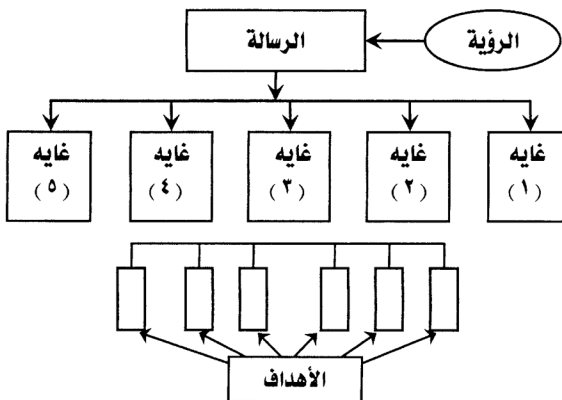 الرؤية
الرسالة
غايه
(١)
غايه
(٢)
غايه
(٣)
غايه
(٤)
غايه
(٥)
الأهداف